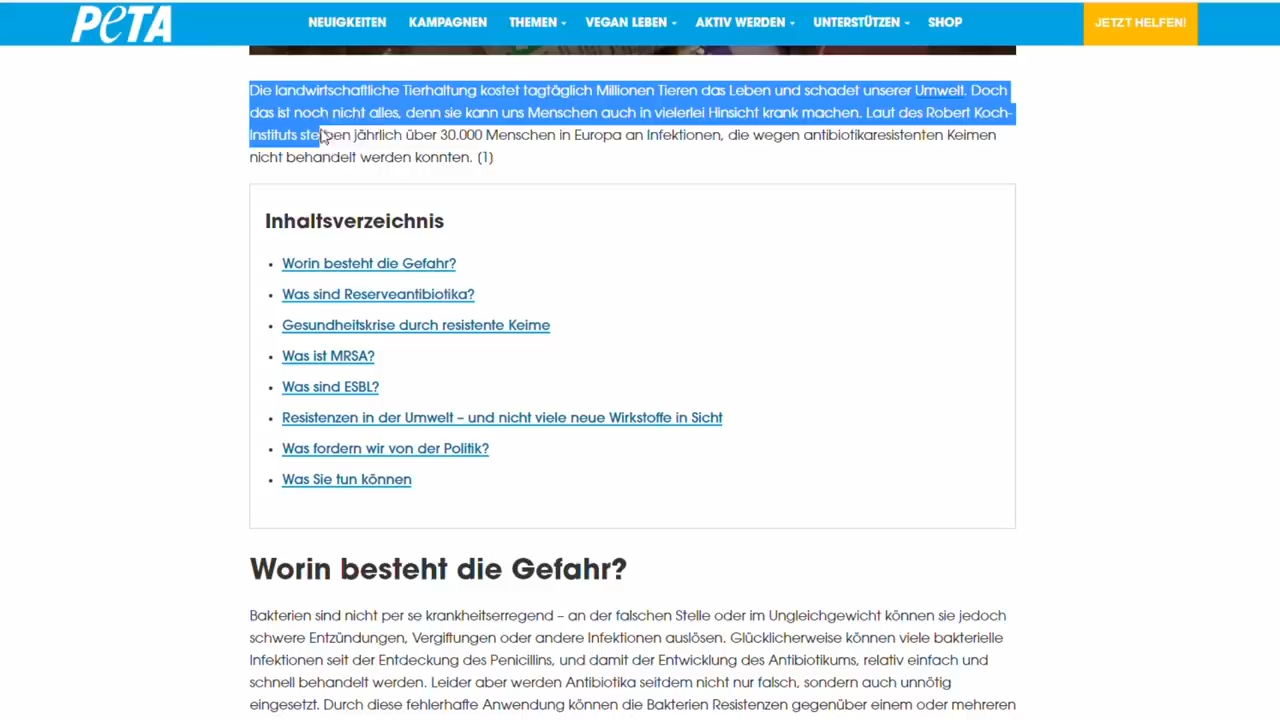 PETA
NEUIGKEITEN KAMPAGNEN THEMEN VEGAN LEBEN AKTIV WERDEN UNTERSTÜTZEN SHOP JETZT HELFEN!
Die landwirtschaftliche Tierhaltung kostet tagtäglich Millionen Tieren das Leben und schadet unserer Umwelt. Doch
das ist noch nicht alles, denn sie kann uns Menschen auch in vielerlei Hinsicht krank machen. Laut des Robert Koch-
Instituts sterben jährlich über 30.000 Menschen in Europa an Infektionen, die wegen antibiotikaresistenten Keimen
nicht behandelt werden konnten. (1)
Inhaltsverzeichnis
• Worin besteht die Gefahr?
• Was sind Reserveantibiotika?
• Gesundheitskrise durch resistente Keime
• Was ist MRSA?
• Was sind ESBL?
• Resistenzen in der Umwelt – und nicht viele neue Wirkstoffe in Sicht
• Was fordern wir von der Politik?
• Was Sie tun können
Worin besteht die Gefahr?
Bakterien sind nicht per se krankheitserregend – an der falschen Stelle oder im Ungleichgewicht können sie jedoch
schwere Entzündungen, Vergiftungen oder andere Infektionen auslösen. Glücklicherweise können viele bakterielle
Infektionen seit der Entdeckung des Penicillins, und damit der Entwicklung des Antibiotikums, relativ einfach und
schnell behandelt werden. Leider aber werden Antibiotika seitdem nicht nur falsch, sondern auch unnötig
eingesetzt. Durch diese fehlerhafte Anwendung können die Bakterien Resistenzen gegenüber einem oder mehreren